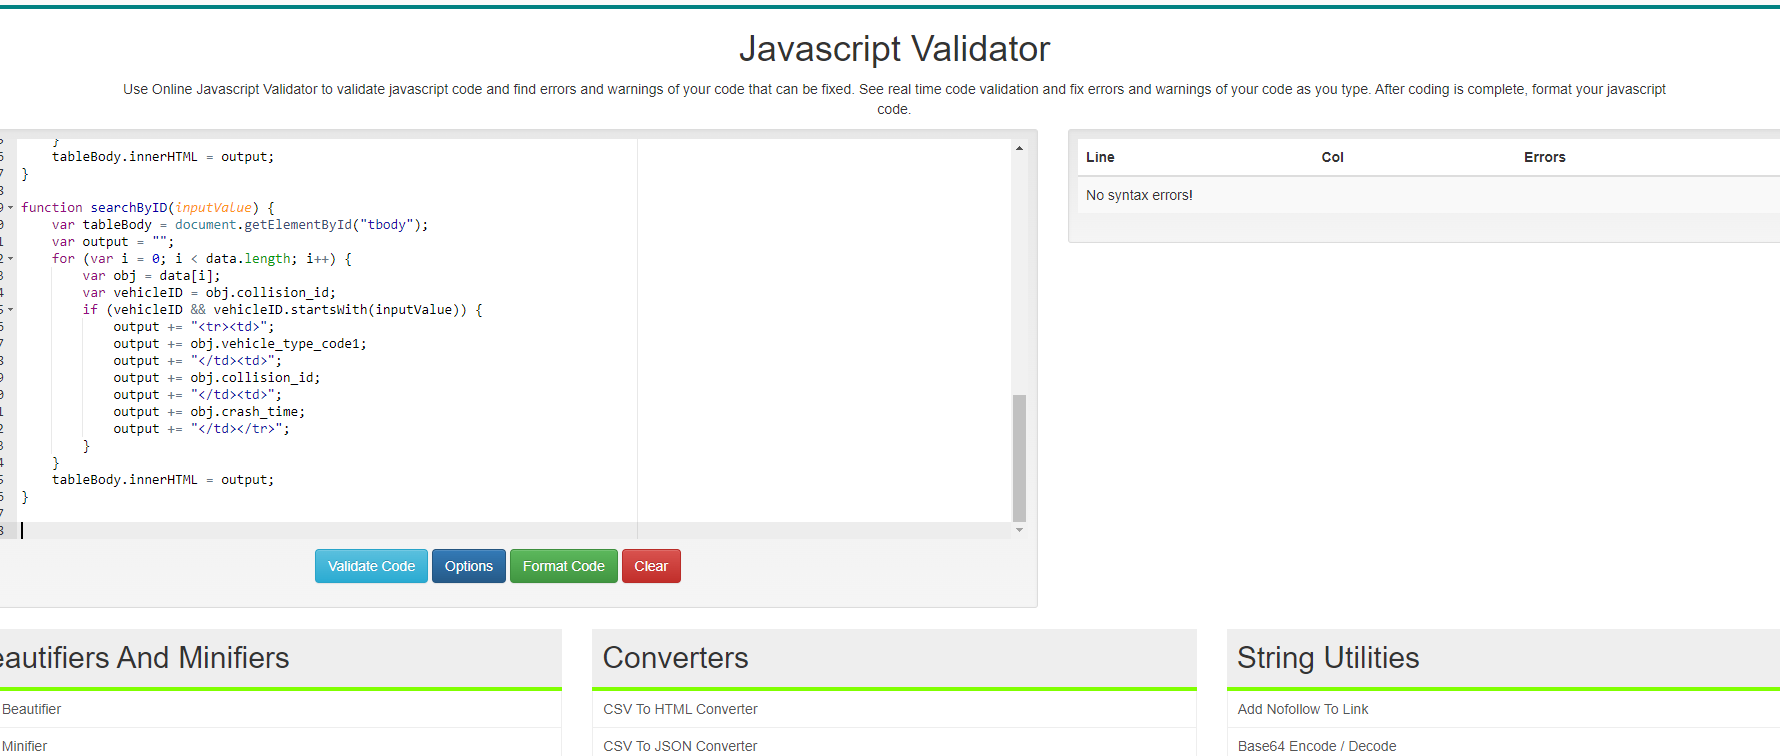 Javascript Validator
Use Online Javascript Validator to validate javascript code and find errors and warnings of your code that can be fixed. See real time code validation and fix errors and warnings of your code as you type. After coding is complete, format your javascript
code.
}
tableBody.innerHTML = output;
}
function searchByID(inputValue) {
var tableBody = document.getElementById("tbody");
var output = "";
for (var i = 0; i < data.length; i++) {
var obj = data[i];
var vehicleID = obj.collision_id;
if (vehicleID && vehicleID.startsWith(inputValue)) {
output += "<tr><td>";
output += obj.vehicle_type_code1;
output += "</td><td>";
output += obj.collision_id;
output += "</td><td>";
output += obj.crash_time;
output += "</td></tr>";
}
}
tableBody.innerHTML = output;
}
Validate Code Options Format Code Clear
Line Col Errors
No syntax errors!
eautifiers And Minifiers
Beautifier
Minifier
Converters
CSV To HTML Converter
CSV To JSON Converter
String Utilities
Add Nofollow To Link
Base64 Encode / Decode